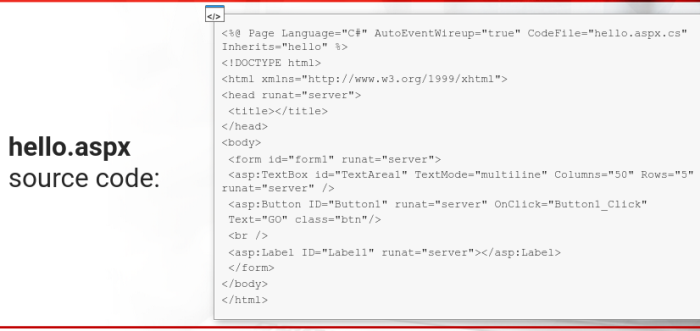 </>
<%@ Page Language="C#" AutoEventWireup="true" CodeFile="hello.aspx.cs"
Inherits="hello" %>
<!DOCTYPE html>
<html xmlns="http://www.w3.org/1999/xhtml">
<head runat="server">
<title></title>
</head>
<body>
<form id="form1" runat="server">
<asp:TextBox id="TextArea1" TextMode="multiline" Columns="50" Rows="5"
runat="server" />
<asp:Button ID="Button1" runat="server" OnClick="Button1_Click"
Text="GO" class="btn"/>
<br />
<asp:Label ID="Label1" runat="server"></asp:Label>
</form>
</body>
</html>
hello.aspx
source code: